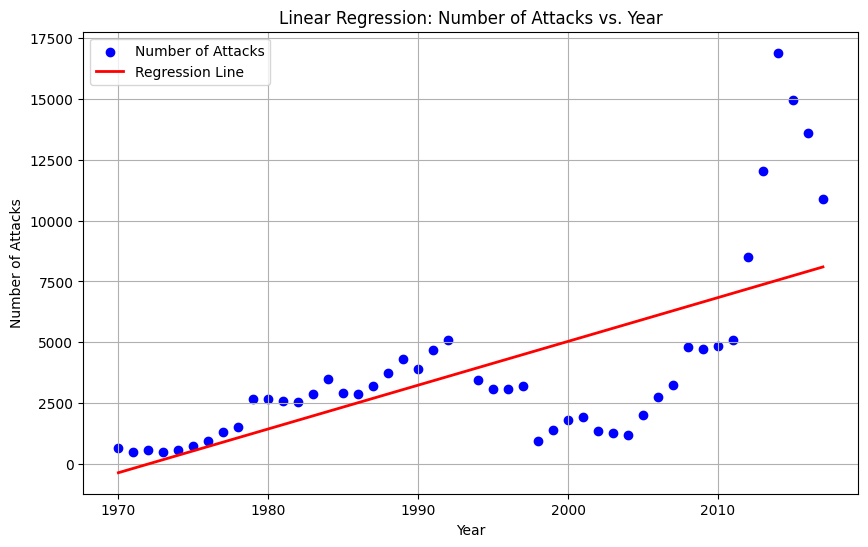 Linear Regression: Number of Attacks vs. Year
Number of Attacks
Regression Line
Number of Attacks
17500
15000
12500
10000
7500
5000
2500
0
1970
1980
1990
2000
2010
Year